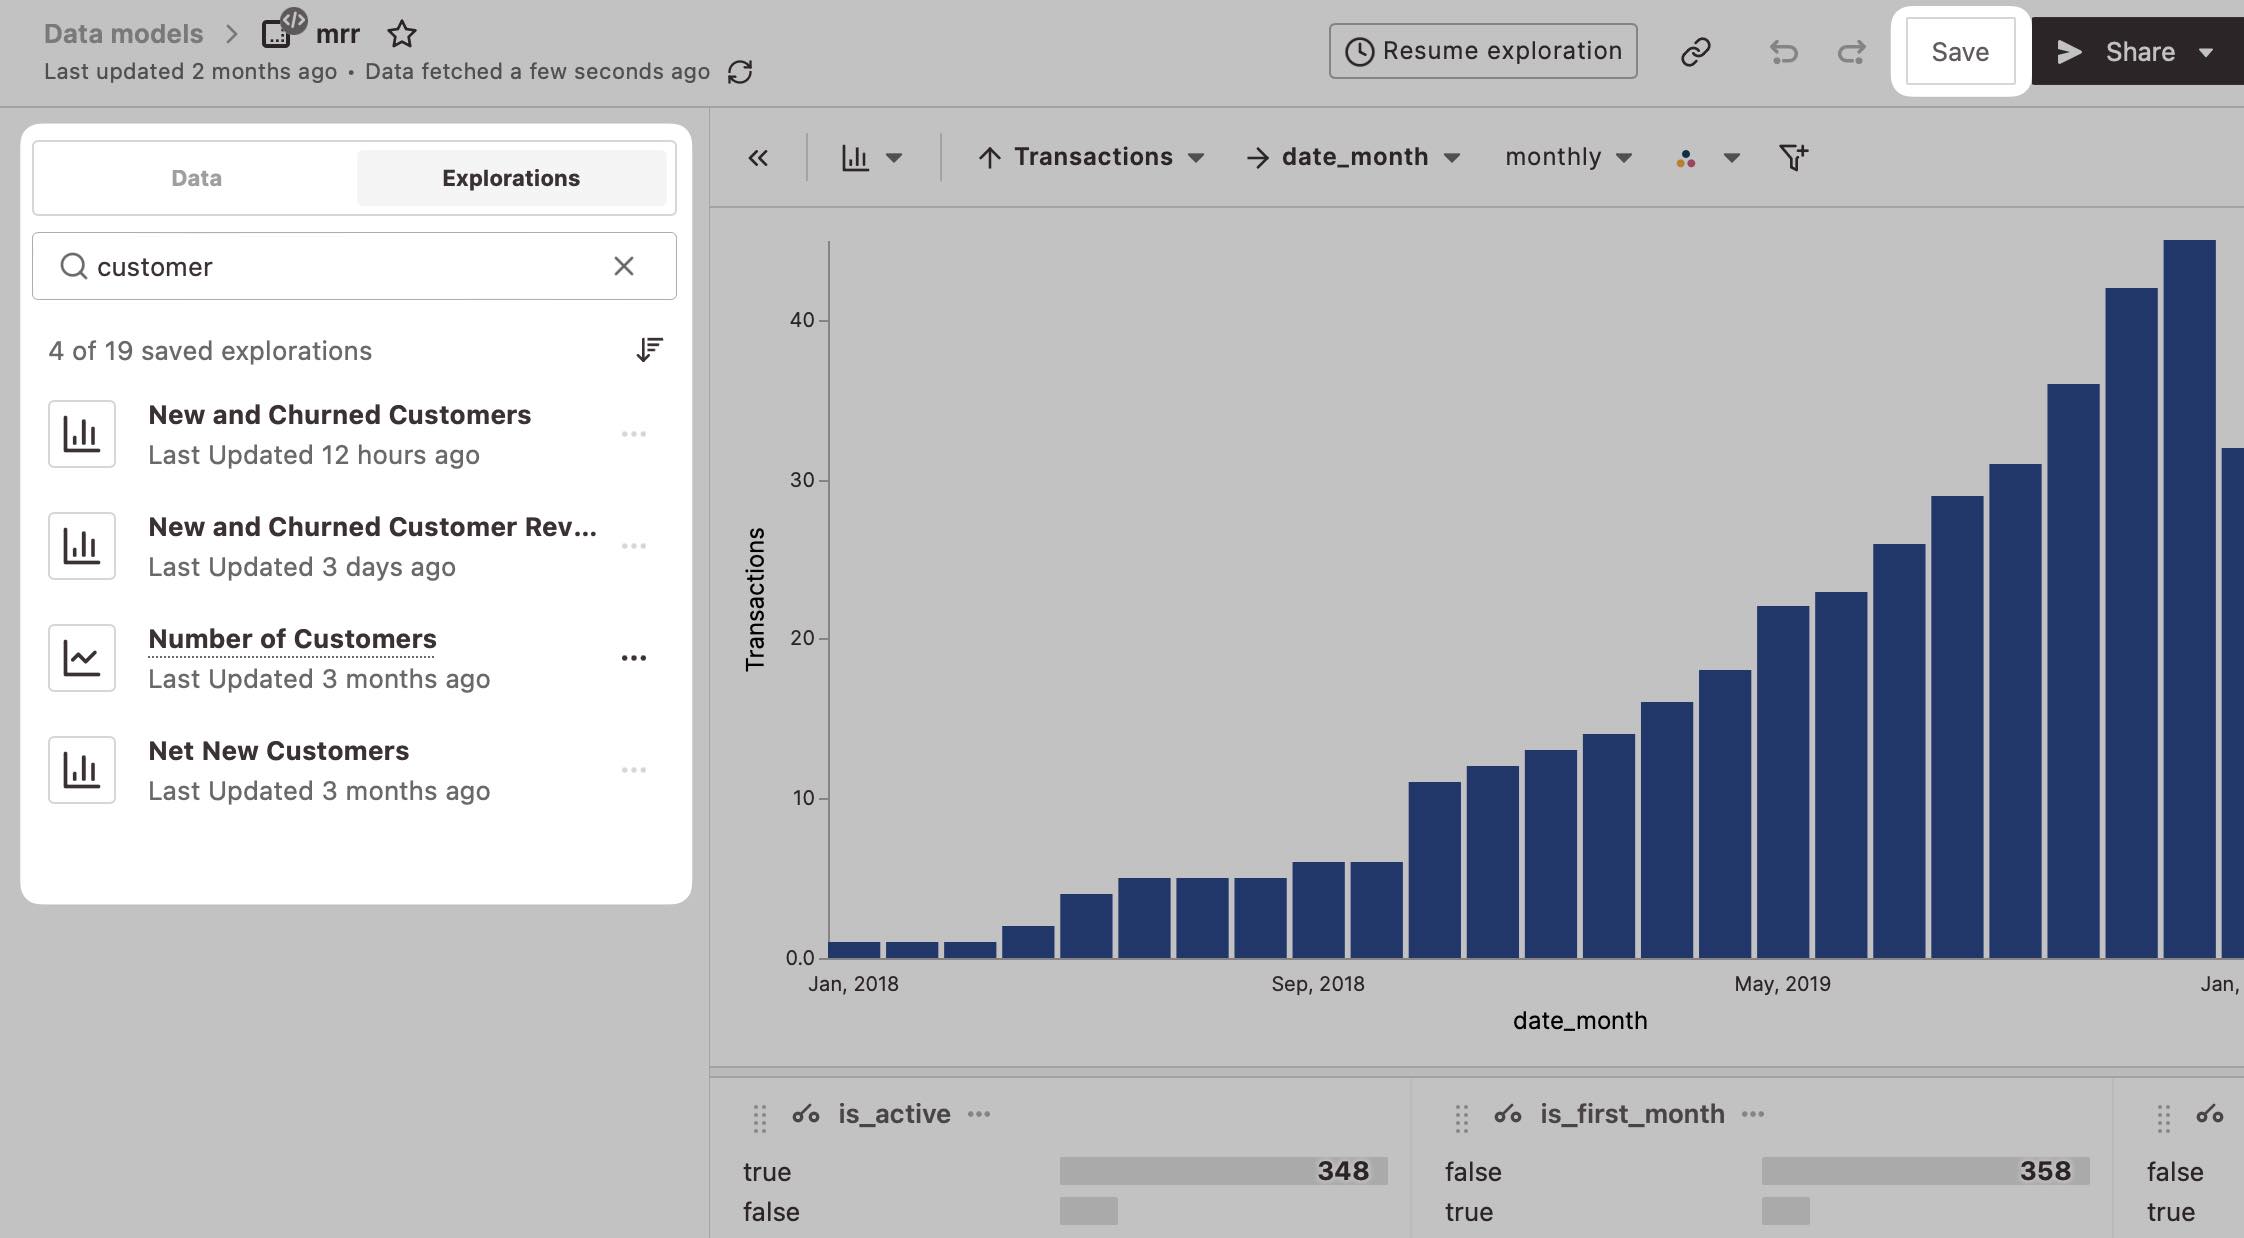 Data models > mrr
Last updated 2 months ago • Data fetched a few seconds ago
Resume exploration
Save
Share
Data
Explorations
customer
4 of 19 saved explorations
New and Churned Customers
Last Updated 12 hours ago
New and Churned Customer Rev...
Last Updated 3 days ago
Number of Customers
Last Updated 3 months ago
Net New Customers
Last Updated 3 months ago
Transactions
date_month
monthly
40
30
20
10
0.0
Transactions
Jan, 2018
Sep, 2018
May, 2019
Jan,
date_month
is_active
true
348
false
is_first_month
false
358
true
false
true